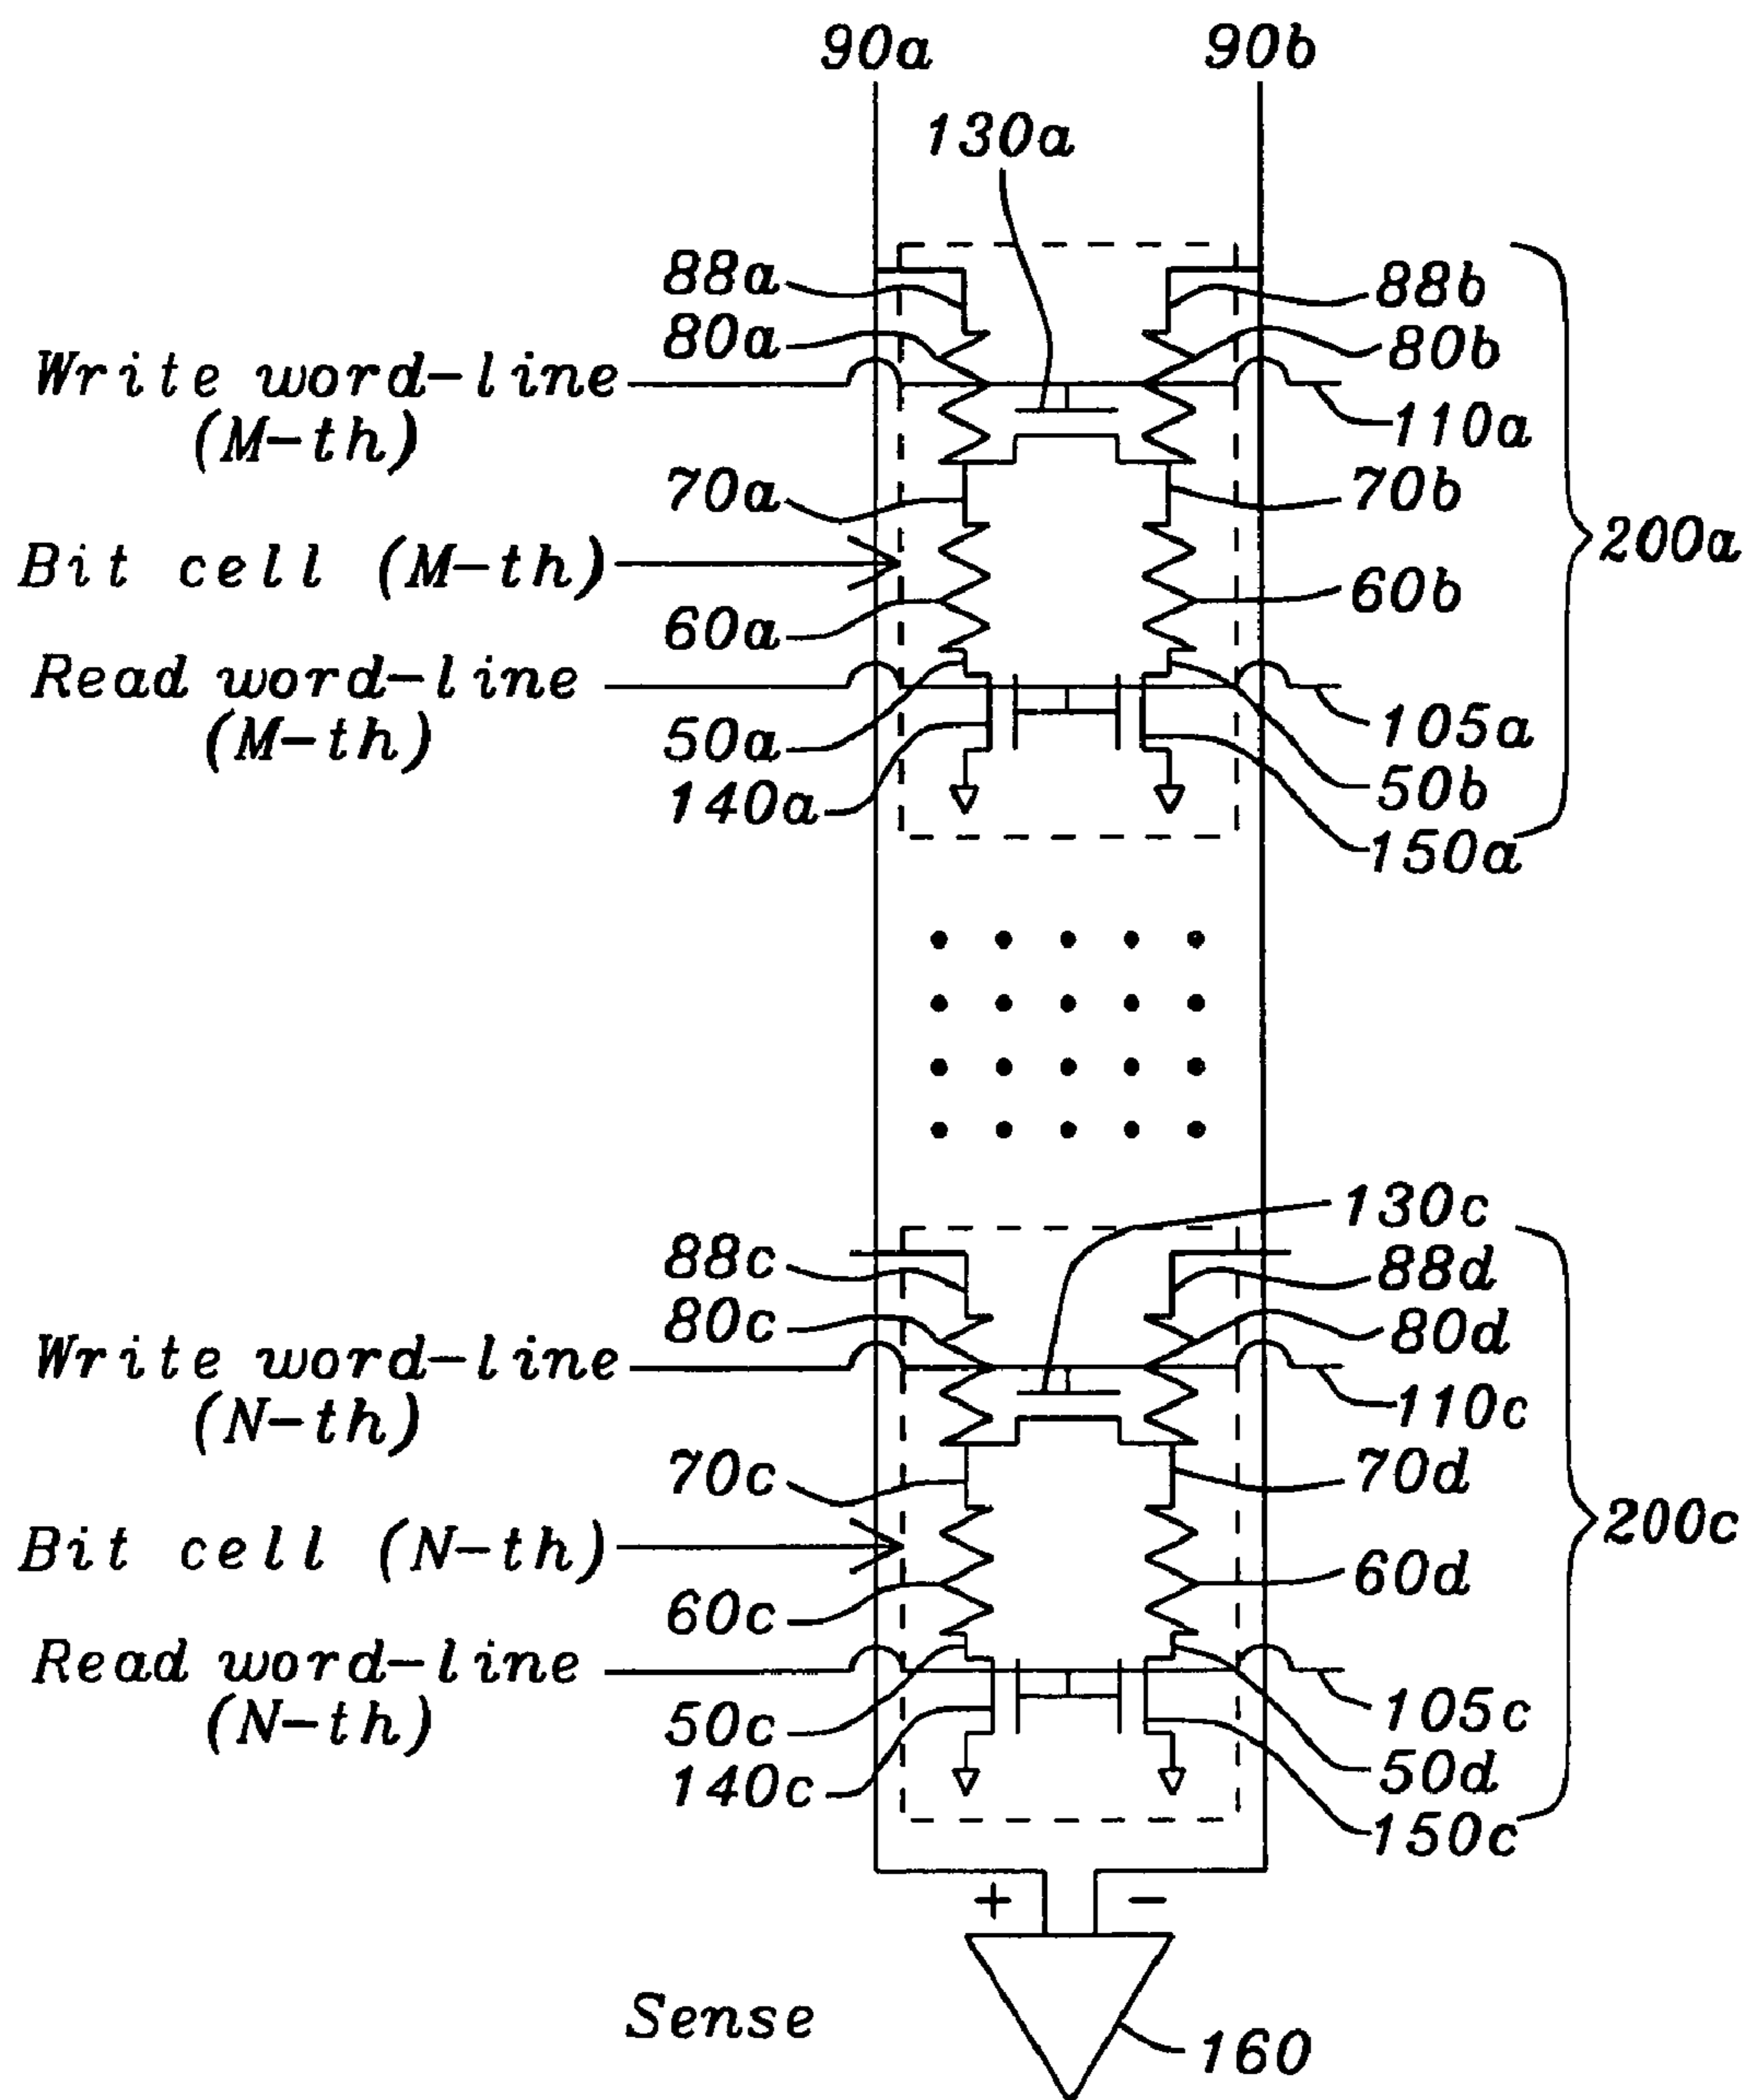 90a 90b
130a
88a 88b
80a 80b
Write word-line
(M-th)
110a
70a 70b
Bit cell (M-th)
200a
60a 60b
Read word-line
(M-th)
50a 105a
140a 50b
150a
130c
88c 88d
80c 80d
Write word-line
(N-th)
110c
70c 70d
Bit cell (N-th)
200c
60c 60d
Read word-line
(N-th)
50c 105c
140c 50d
150c
+ −
Sense
160